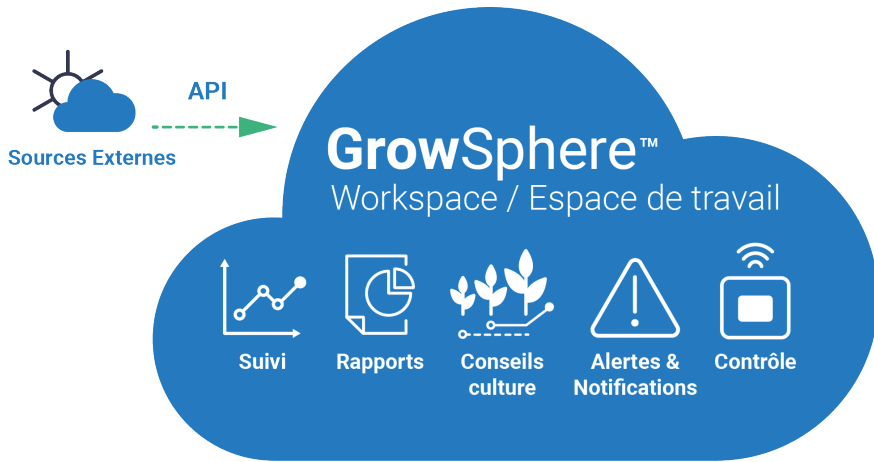 API
Sources Externes
GrowSphere™
Workspace / Espace de travail
Suivi
Rapports
Conseils
culture
Alertes &
Notifications
Contrôle